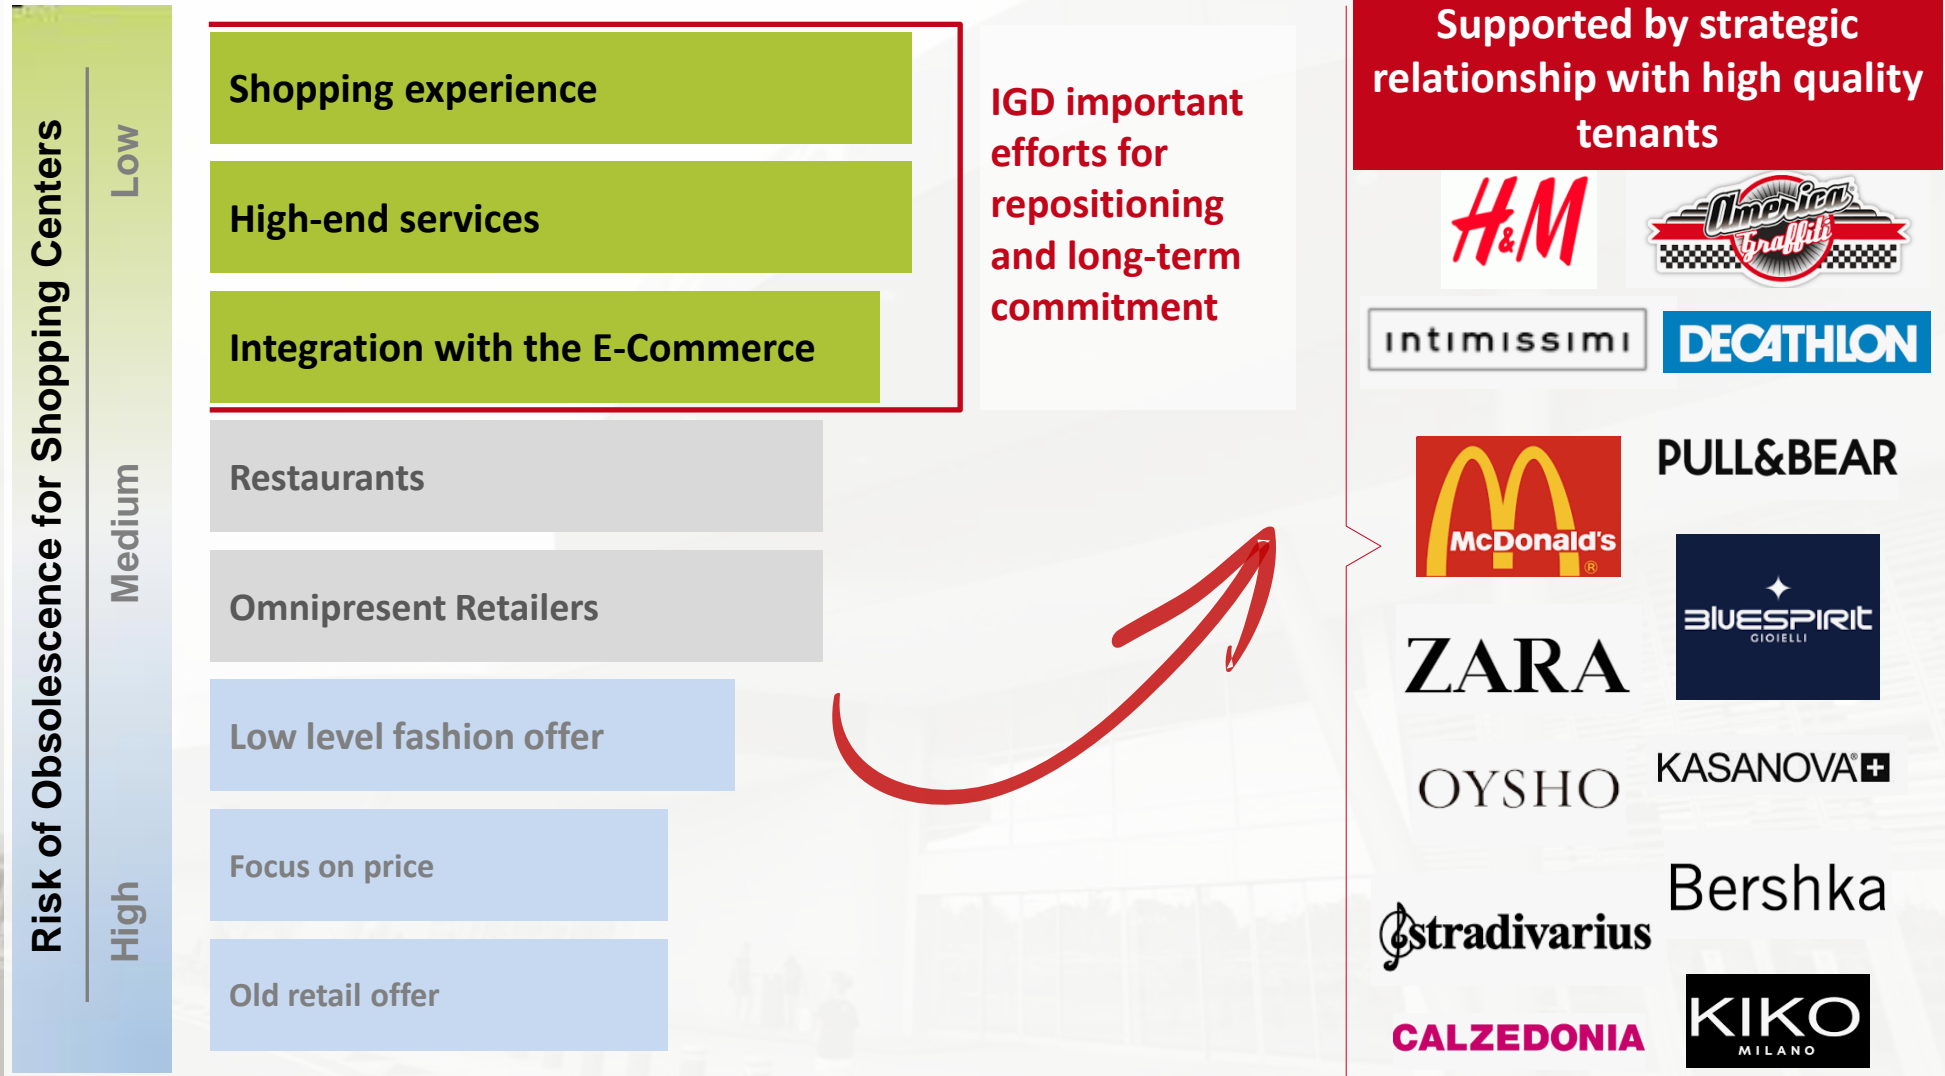 Risk of Obsolescence for Shopping Centers
Low
Medium
High
Shopping experience
High-end services
Integration with the E-Commerce
Restaurants
Omnipresent Retailers
Low level fashion offer
Focus on price
Old retail offer
IGD important
efforts for
repositioning
and long-term
commitment
Supported by strategic
relationship with high quality
tenants
H&M
America
Graffiti
ıntımıssımı
DECATHLON
McDonald's
®
PULL&BEAR
BLUESPIRIT
GIOIELLI
ZARA
OYSHO
KASANOVA®+
Bershka
stradivarius
CALZEDONIA
KIKO
MILANO